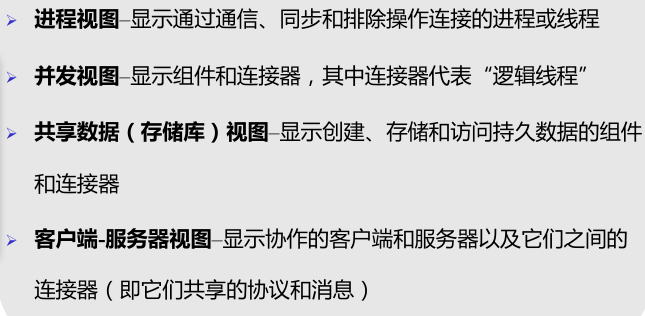 进程视图–显示通过通信、同步和排除操作连接的进程或线程
并发视图–显示组件和连接器，其中连接器代表“逻辑线程”
共享数据（存储库）视图–显示创建、存储和访问持久数据的组件
和连接器
客户端-服务器视图–显示协作的客户端和服务器以及它们之间的
连接器（即它们共享的协议和消息）